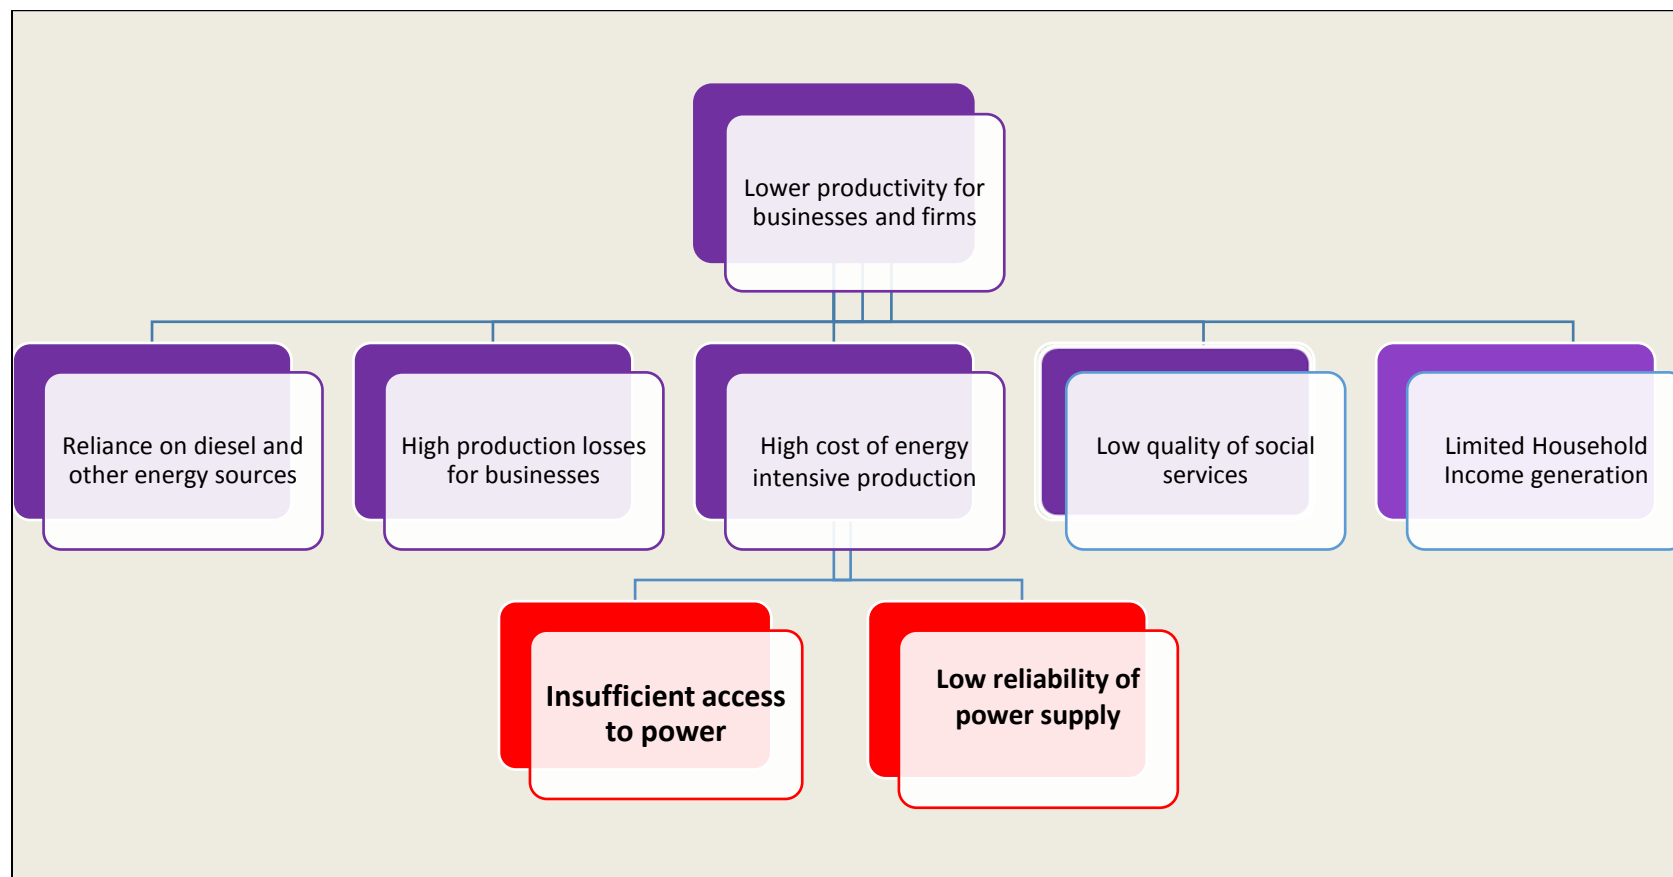 Lower productivity for
businesses and firms
Reliance on diesel and
other energy sources
High production losses
for businesses
High cost of energy
intensive production
Low quality of social
services
Limited Household
Income generation
Insufficient access
to power
Low reliability of
power supply